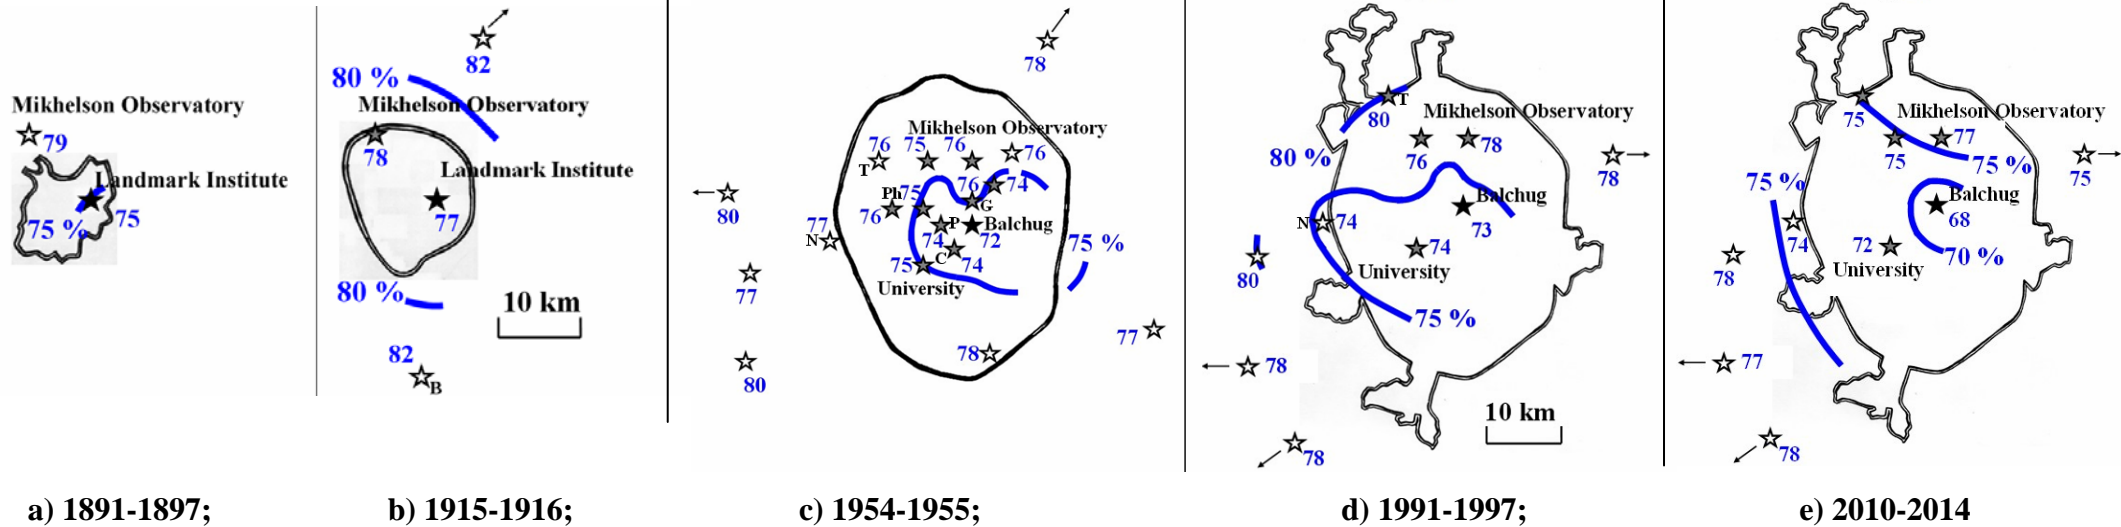 Mikhelson Observatory
79
Landmark Institute
75 %
75
82
80 %
Mikhelson Observatory
78
Landmark Institute
77
80 %
10 km
82
B
78
Mikhelson Observatory
76
75
76
76
T
80
Ph
75
76
74
76
G
77
N
P
Balchug
74
72
75 %
C
75
74
University
77
77
78
80
T
80
Mikhelson Observatory
76
78
80 %
78
Balchug
N
74
73
74
University
80
75 %
78
10 km
78
75
Mikhelson Observatory
77
75
75 %
75
75 %
Balchug
68
74
72
70 %
University
78
77
78
a) 1891-1897;
b) 1915-1916;
c) 1954-1955;
d) 1991-1997;
e) 2010-2014